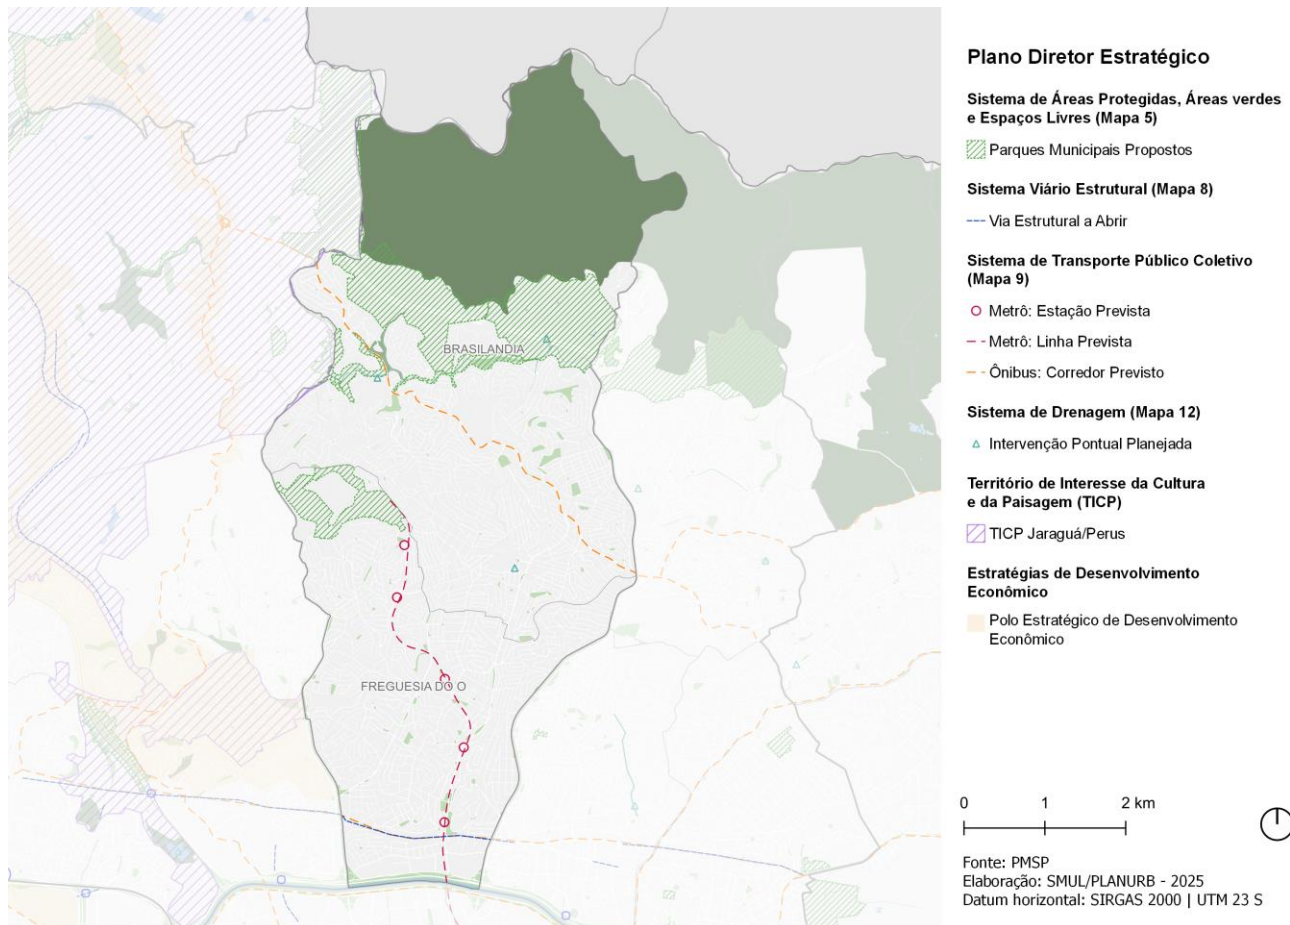 Plano Diretor Estratégico
Sistema de Áreas Protegidas, Áreas verdes
e Espaços Livres (Mapa 5)
Parques Municipais Propostos
Sistema Viário Estrutural (Mapa 8)
Via Estrutural a Abrir
Sistema de Transporte Público Coletivo
(Mapa 9)
Metrô: Estação Prevista
Metrô: Linha Prevista
Ônibus: Corredor Previsto
Sistema de Drenagem (Mapa 12)
Intervenção Pontual Planejada
Território de Interesse da Cultura
e da Paisagem (TICP)
TICP Jaraguá/Perus
Estratégias de Desenvolvimento
Econômico
Polo Estratégico de Desenvolvimento
Econômico
BRASILANDIA
FREGUESIA DO O
0 1 2 km
Fonte: PMSP
Elaboração: SMUL/PLANURB - 2025
Datum horizontal: SIRGAS 2000 | UTM 23 S